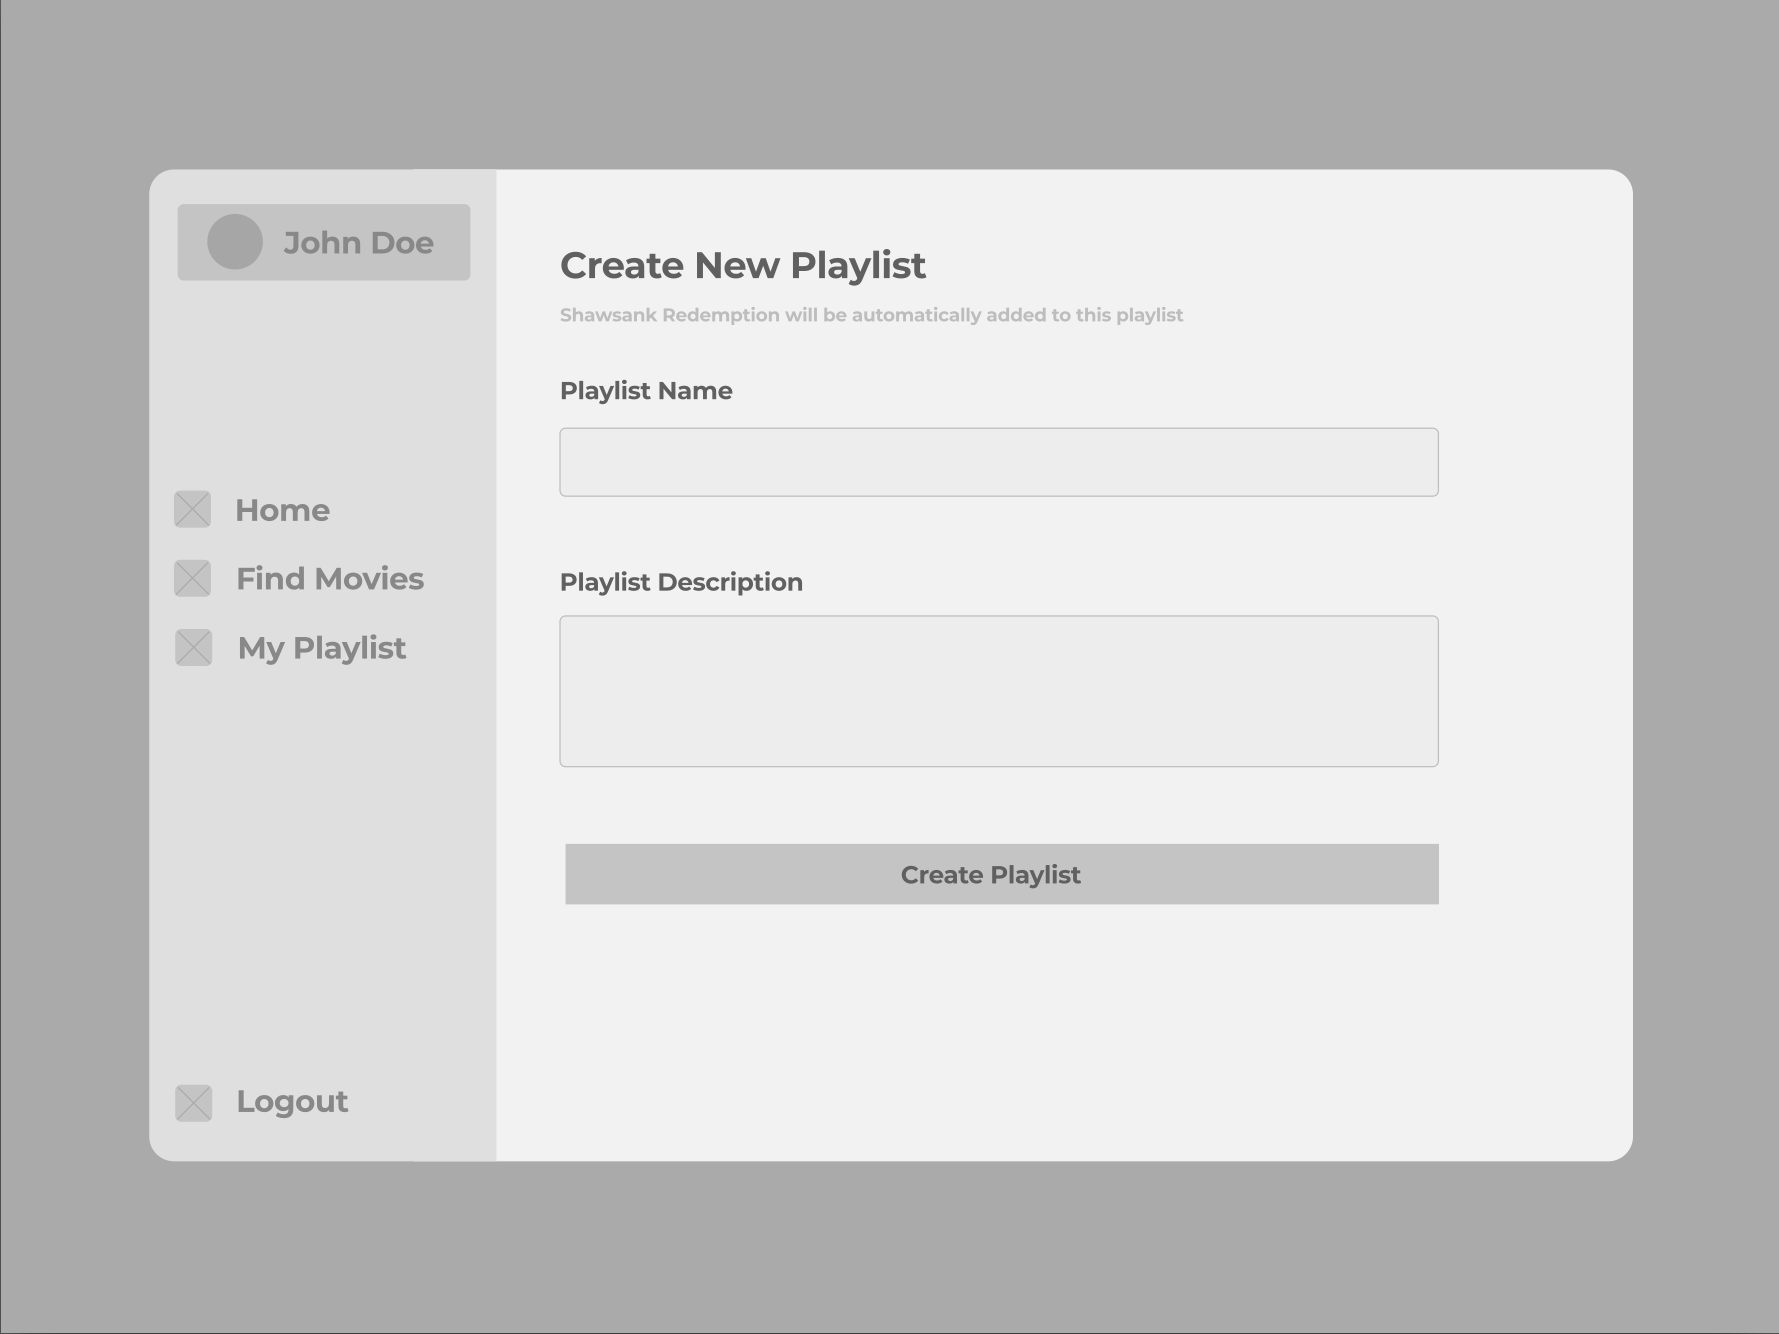 John Doe
Home
Find Movies
My Playlist
Logout
Create New Playlist
Shawsank Redemption will be automatically added to this playlist
Playlist Name
Playlist Description
Create Playlist